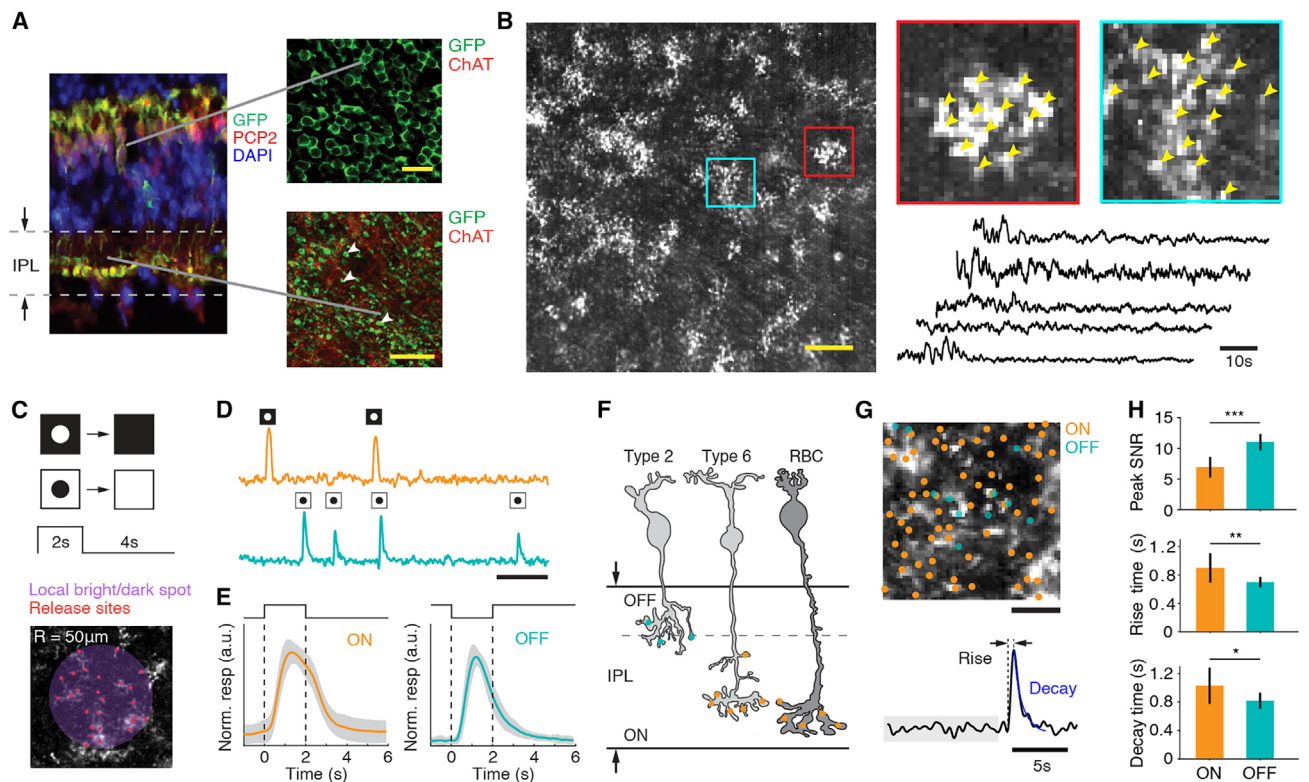 A
GFP
PCP2
DAPI
IPL
GFP
ChAT
GFP
ChAT
B
10s
C
2s
4s
Local bright/dark spot
Release sites
R = 50µm
D
E
Norm. resp (a.u.)
ON
-2 0 2 6
Time (s)
Norm. resp (a.u.)
OFF
0 2 6
Time (s)
F
Type 2
Type 6
RBC
OFF
IPL
ON
G
ON
OFF
Rise
Decay
5s
H
Peak SNR
15
10
5
0
***
Rise time (s)
1.2
0.8
0.4
0
**
Decay time (s)
1.2
0.8
0.4
0
*
ON OFF